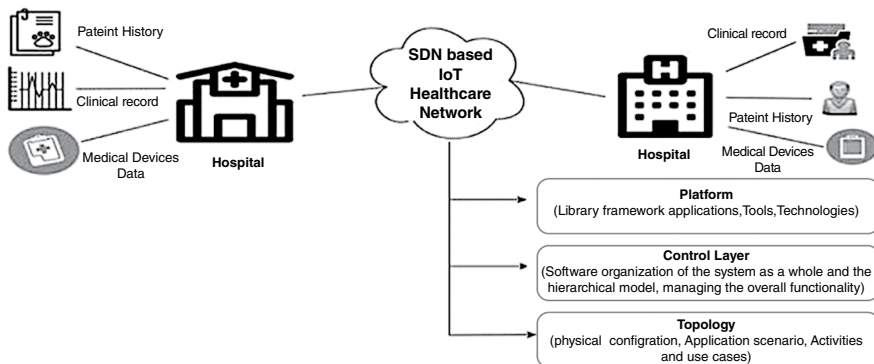 Pateint History
Clinical record
Medical Devices
Data
Hospital
SDN based
IoT
Healthcare
Network
H
Hospital
Clinical record
Pateint History
Medical Devices
Data
Platform
(Library framework applications,Tools,Technologies)
Control Layer
(Software organization of the system as a whole and the
hierarchical model, managing the overall functionality)
Topology
(physical configration, Application scenario, Activities
and use cases)